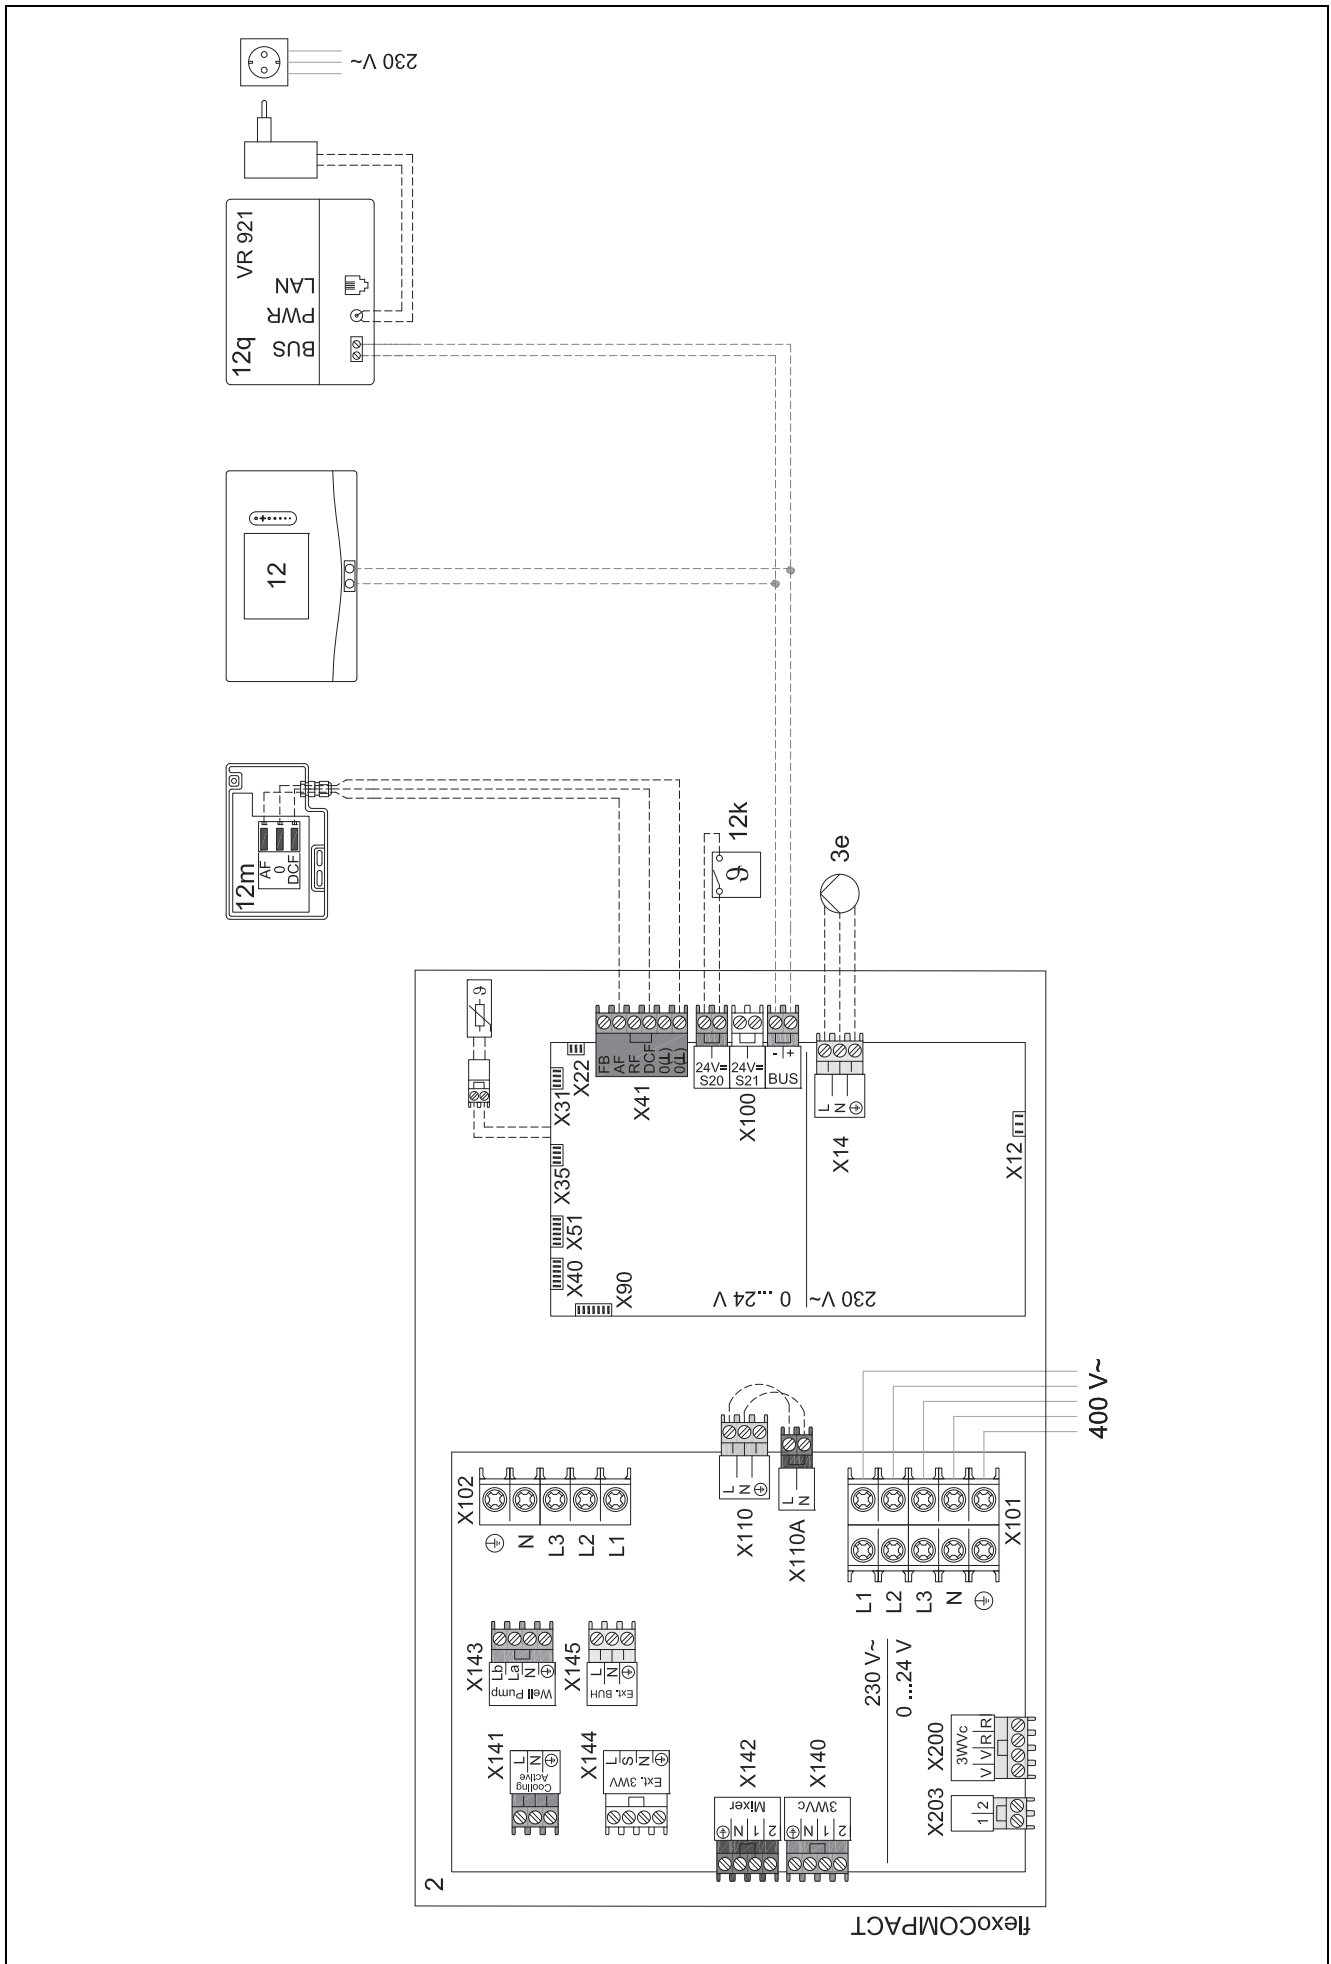 230 V~
VR 921
LAN
PWR
BUS
12q
12
12m
AF
0
DCF
12k
ϑ
3e
ϑ
X31
X22
FB
AF
RF
DCF
0(⊥)
0(⊥)
X41
24V=
S20
24V=
S21
X100
- +
BUS
L
N
X14
X12
X35
X51
X40
X90
0 ...24 V
230 V~
400 V~
X102
N
L3
L2
L1
L
N
X110
L
N
X110A
X101
L1
L2
L3
N
X143
Lb
La
N
Well Pump
X145
L
N
Ext. BUH
X141
L
N
Cooling
Active
X144
L
S
N
Ext. 3WV
230 V~
0 ...24 V
X142
Mixer
N
1
2
X140
3WVc
N
1
2
X200
3WVc
V V R R
X203
1 2
2
flexoCOMPACT